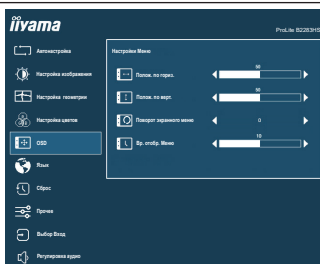 iiyama
ProLite B2283HS
Автонастройка
Настройка изображения
Настройка геометрии
Настройка цветов
OSD
Язык
Сброс
Прочее
Выбор Вход
Регулировка аудио
Настройки Меню
Полож. по гориз.
50
Полож. по верт.
50
Поворот экранного меню
0
Вр. отобр. Меню
10